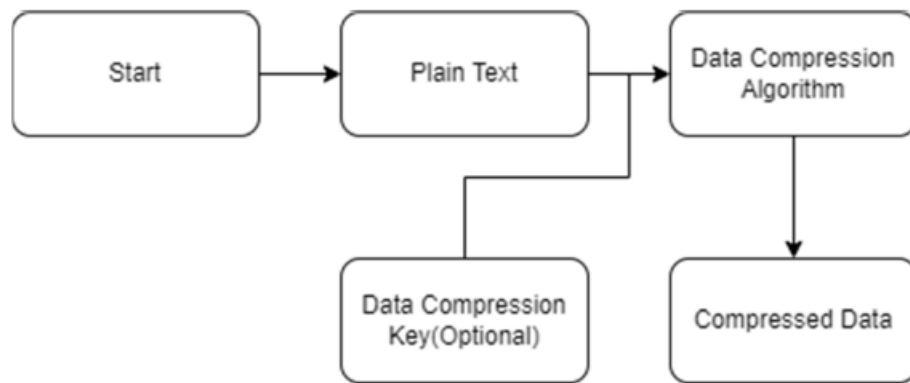 Start
Plain Text
Data Compression
Algorithm
Data Compression
Key(Optional)
Compressed Data